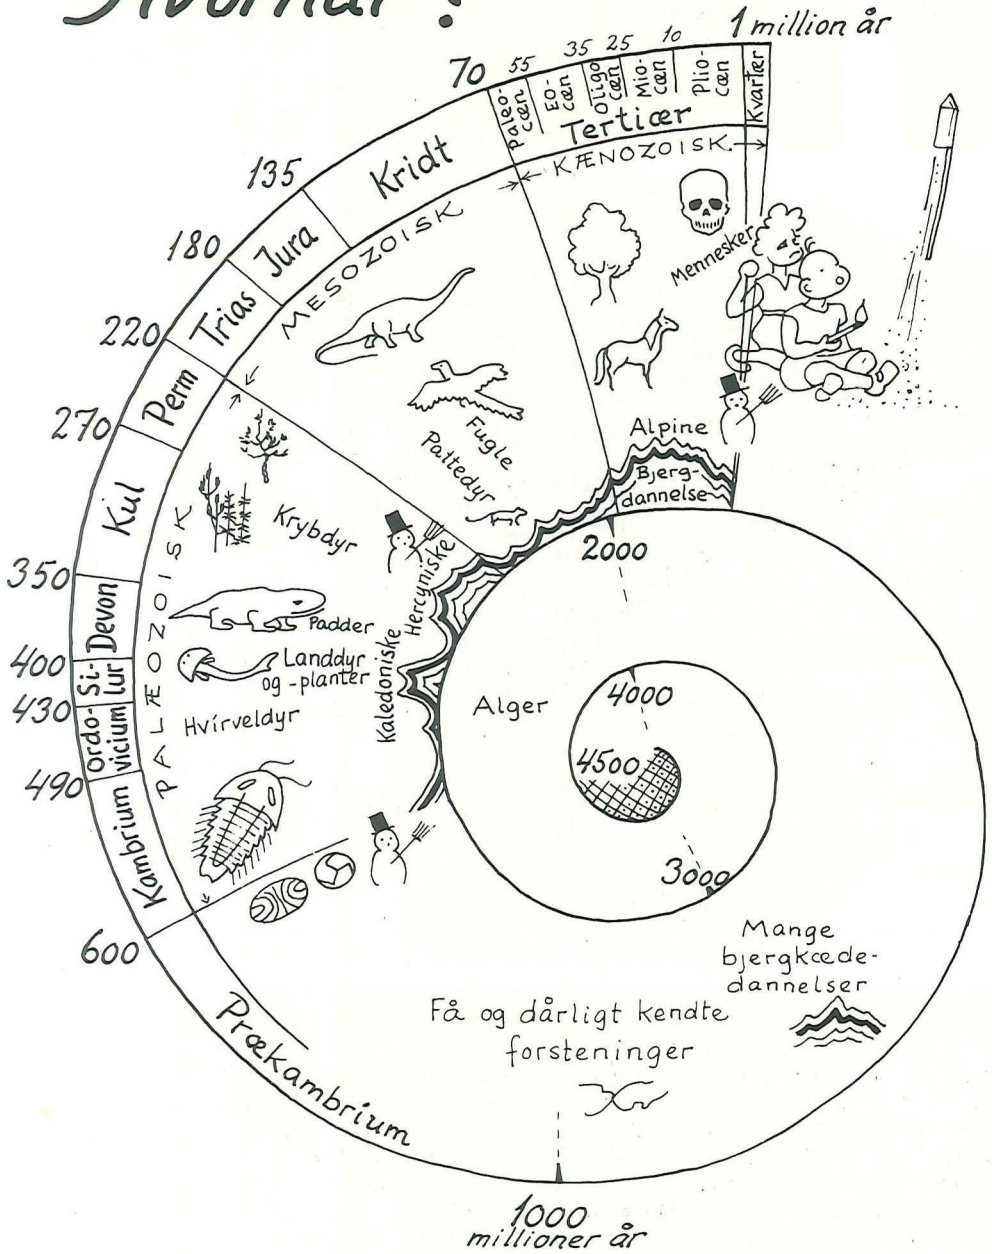 Hvornår?
1 million år
10
25
35
55
70
135
180
220
270
350
400
430
490
600
Kvartær
Plio-
cæn
Mio-
cæn
Oligo
cæn
Eo-
cæn
Paleo-
cæn
Tertiær
KÆNOZOISK
Kridt
Jura
Trias
MESOZOISK
Perm
Kul
Devon
Si-
lur
Ordo-
vicium
Kambrium
PALÆOZOISK
Prækambrium
Mennesker
Alpine
Bjerg-
dannelse
Fugle
Pattedyr
Krybdyr
Hercyniske
Padder
Landdyr
og -planter
Kaledoniske
Hvirveldyr
2000
Alger
4000
4500
3000
Mange
bjergkæde-
dannelser
Få og dårligt kendte
forsteninger
1000
millioner år